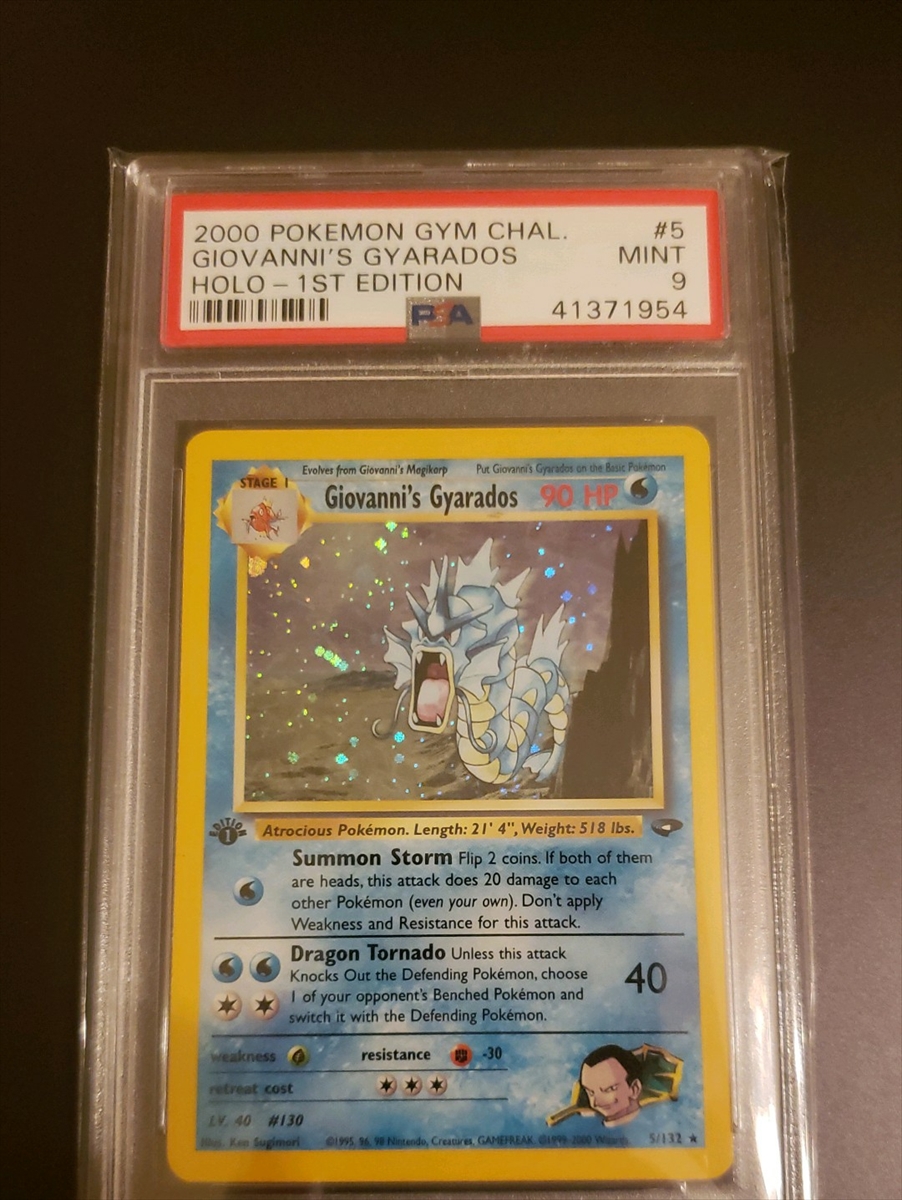 2000 POKEMON GYM CHAL. #5
GIOVANNI'S GYARADOS MINT
HOLO – 1ST EDITION 9
PSA 41371954
Evolves from Giovanni's Magikarp Put Giovanni's Gyarados on the Basic Pokémon
STAGE 1
Giovanni's Gyarados 90 HP
EDITION 1
Atrocious Pokémon. Length: 21' 4", Weight: 518 lbs.
Summon Storm Flip 2 coins. If both of them
are heads, this attack does 20 damage to each
other Pokémon (even your own). Don't apply
Weakness and Resistance for this attack.
Dragon Tornado Unless this attack
Knocks Out the Defending Pokémon, choose
1 of your opponent's Benched Pokémon and
switch it with the Defending Pokémon.
40
weakness resistance -30
retreat cost
LV. 40 #130
Illus. Ken Sugimori ©1995, 96, 98 Nintendo, Creatures, GAMEFREAK. ©1999-2000 Wizards. 5/132 ★